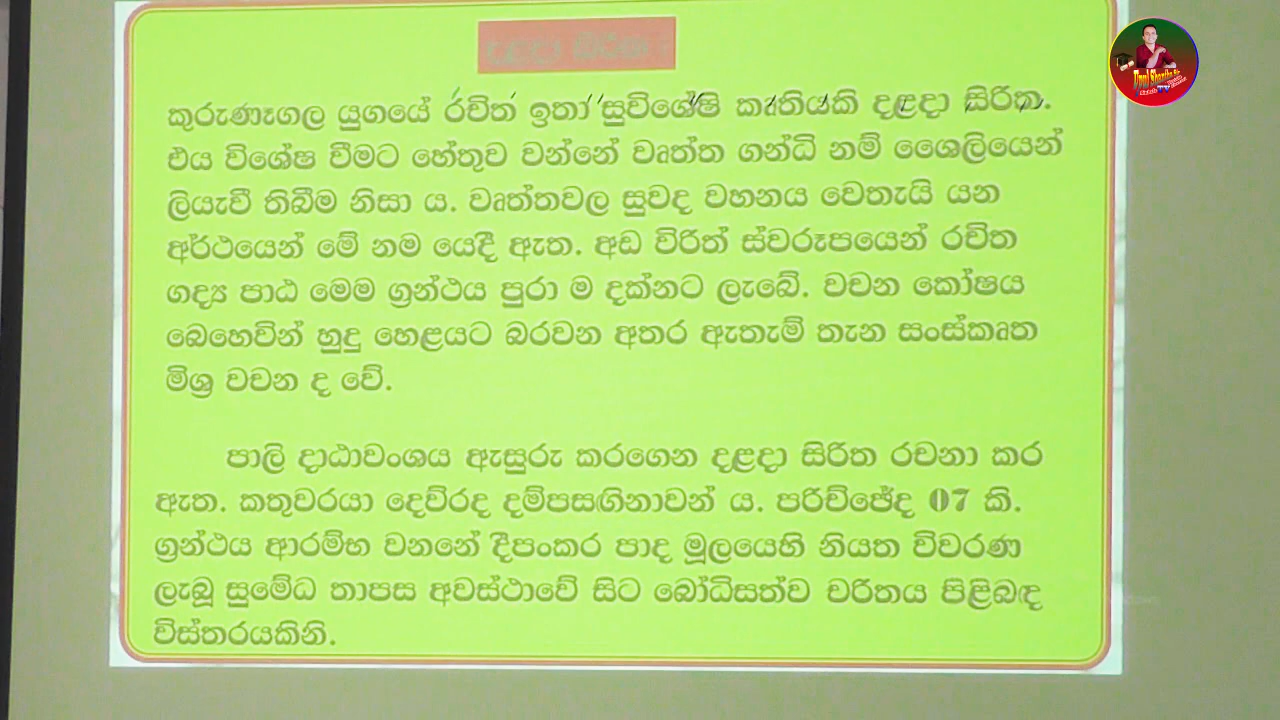 දළදා සිරිත
කුරුණෑගල යුගයේ රචිත ඉතා සුවිශේෂි කෘතියකි දළදා සිරිත.
එය විශේෂ වීමට හේතුව වන්නේ වෘත්ත ගන්ධි නම් ශෛලියෙන්
ලියැවී තිබීම නිසා ය. වෘත්තවල සුවද වහනය වෙතැයි යන
අර්ථයෙන් මේ නම යෙදී ඇත. අඩ විරිත් ස්වරූපයෙන් රචිත
ගද්‍ය පාඨ මෙම ග්‍රන්ථය පුරා ම දක්නට ලැබේ. වචන කෝෂය
බෙහෙවින් හුදු හෙළයට බරවන අතර ඇතැම් තැන සංස්කෘත
මිශ්‍ර වචන ද වේ.
පාලි දාඨාවංශය ඇසුරු කරගෙන දළදා සිරිත රචනා කර
ඇත. කතුවරයා දෙව්රද දම්පසඟිනාවන් ය. පරිච්ඡේද 07 කි.
ග්‍රන්ථය ආරම්භ වනනේ දීපංකර පාද මූලයෙහි නියත විවරණ
ලැබූ සුමේධ තාපස අවස්ථාවේ සිට බෝධිසත්ව චරිතය පිළිබඳ
විස්තරයකිනි.